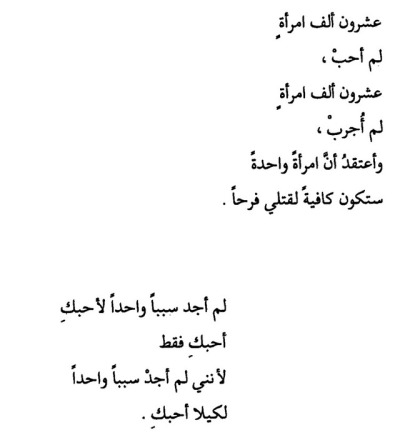 عشرون ألف امرأةٍ
لم أحبْ ،
عشرون ألف امرأةٍ
لم أُجربْ ،
وأعتقدُ أنَّ امرأةً واحدةً
ستكون كافيةً لقتلي فرحاً .
لم أجد سبباً واحداً لأحبكِ
أحبكِ فقط
لأنني لم أجدْ سبباً واحداً
لكيلا أحبكِ .